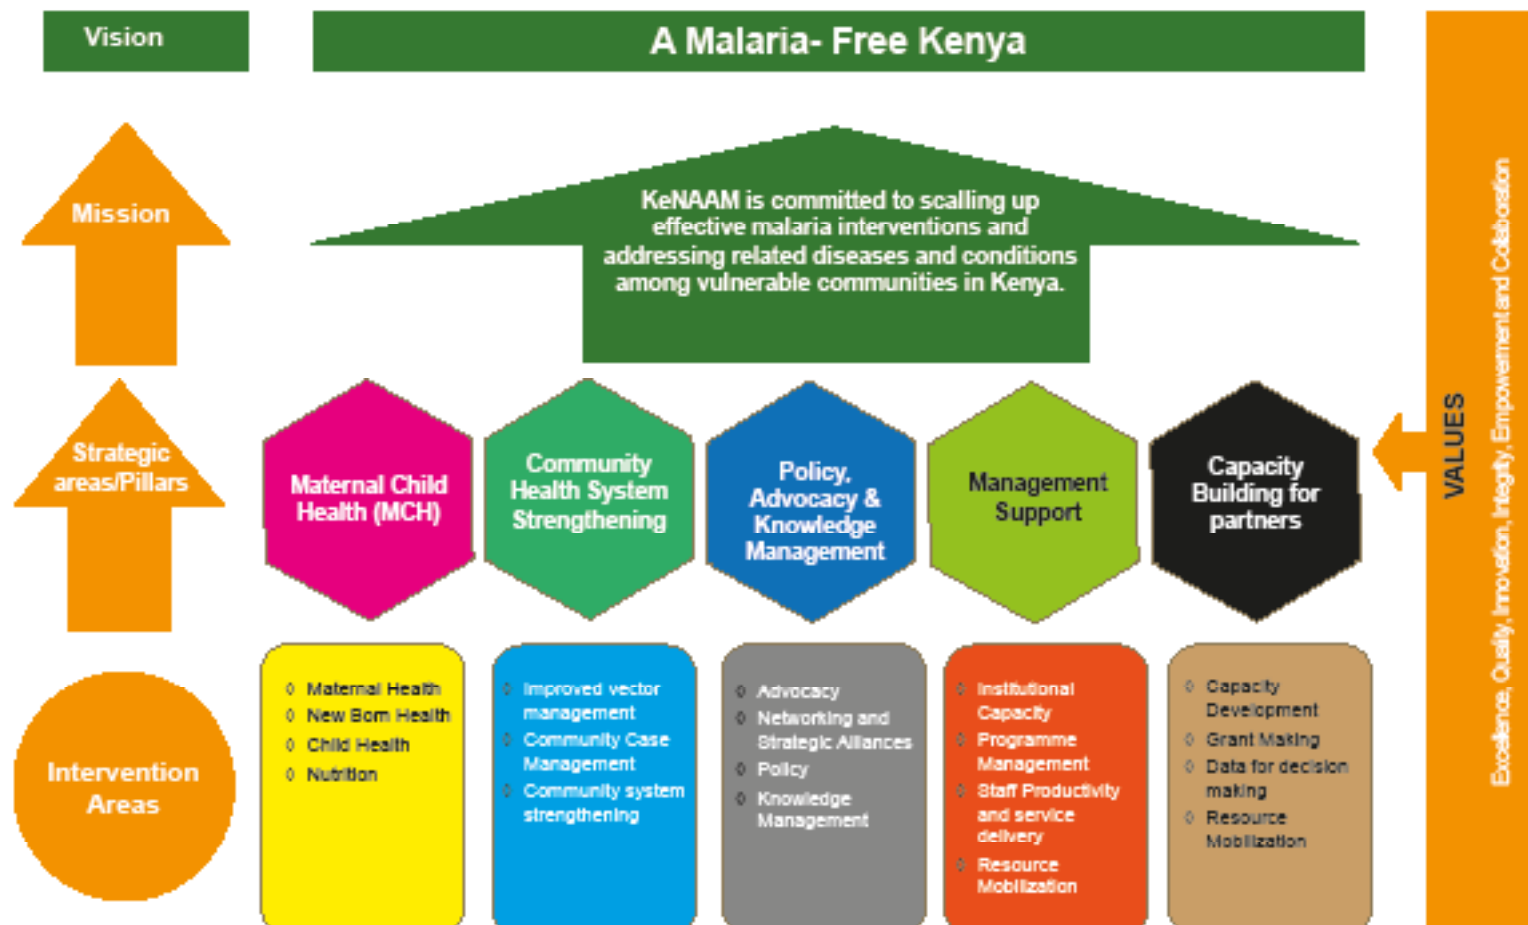 Vision
A Malaria- Free Kenya
Mission
KeNAAM is committed to scalling up
effective malaria interventions and
addressing related diseases and conditions
among vulnerable communities in Kenya.
Strategic
areas/Pillars
Maternal Child
Health (MCH)
Community
Health System
Strengthening
Policy,
Advocacy &
Knowledge
Management
Management
Support
Capacity
Building for
partners
Intervention
Areas
◊ Maternal Health
◊ New Born Health
◊ Child Health
◊ Nutrition
◊ Improved vector
management
◊ Community Case
Management
◊ Community system
strengthening
◊ Advocacy
◊ Networking and
Strategic Alliances
◊ Policy
◊ Knowledge
Management
◊ Institutional
Capacity
◊ Programme
Management
◊ Staff Productivity
and service
delivery
◊ Resource
Mobilization
◊ Capacity
Development
◊ Grant Making
◊ Data for decision
making
◊ Resource
Mobilization
VALUES
Excellence, Quality, Innovation, Integrity, Empowerment and Collaboration